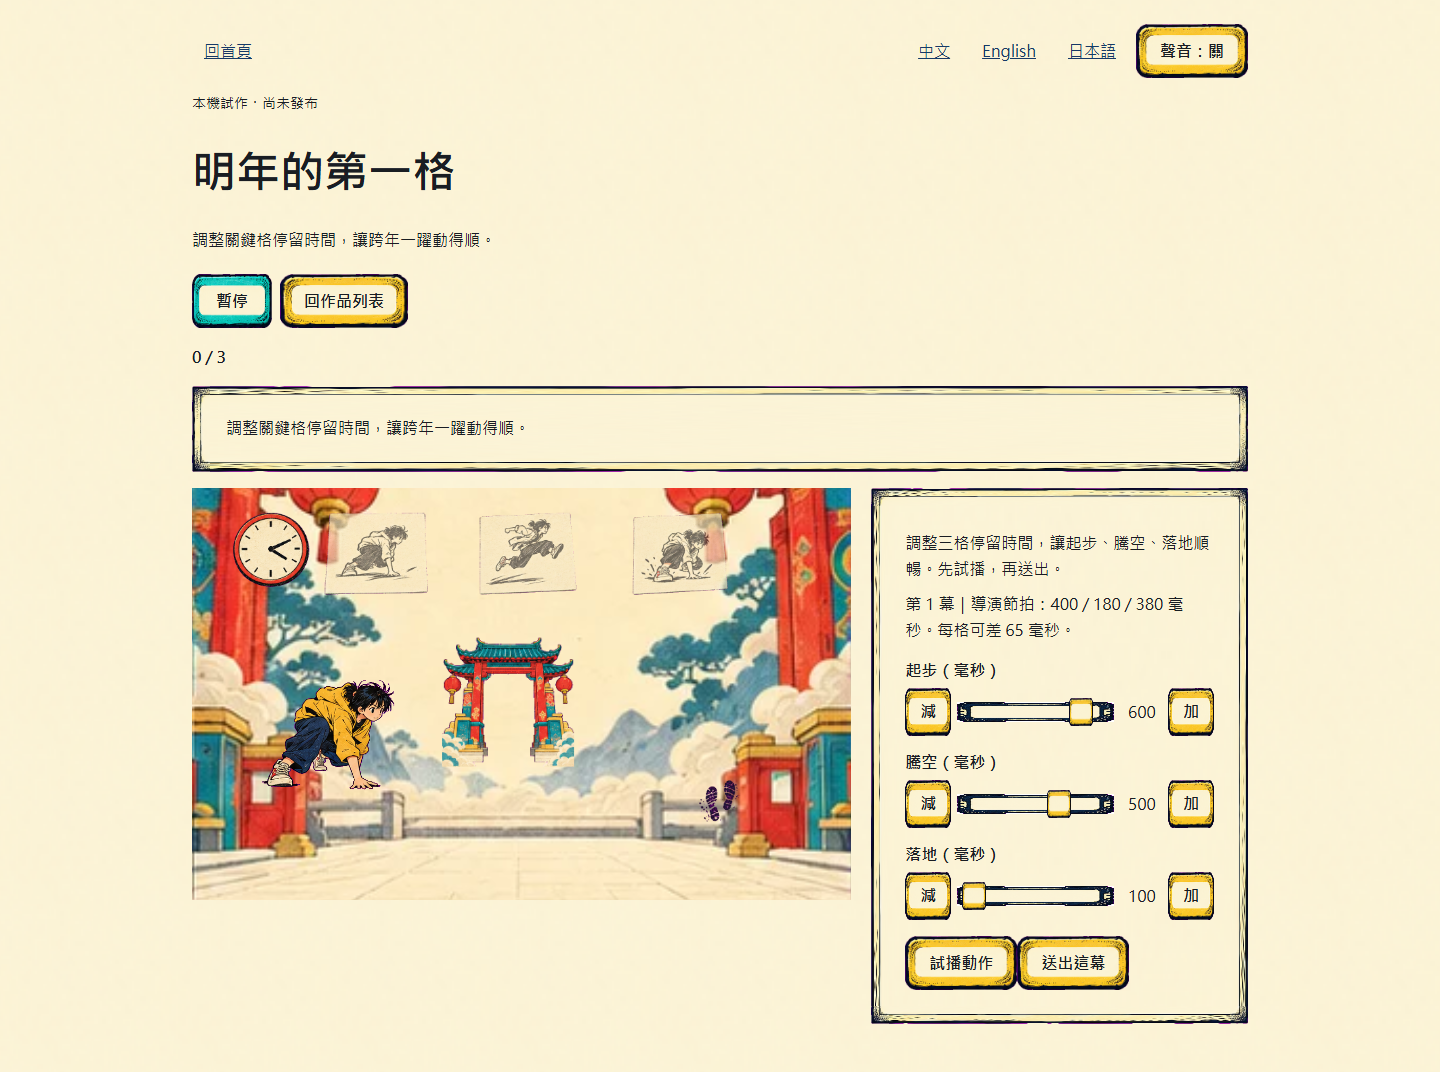 回首頁
中文 English 日本語 聲音：關
本機試作・尚未發布
明年的第一格
調整關鍵格停留時間，讓跨年一躍動得順。
暫停 回作品列表
0 / 3
調整關鍵格停留時間，讓跨年一躍動得順。
調整三格停留時間，讓起步、騰空、落地順
暢。先試播，再送出。
第 1 幕｜導演節拍：400 / 180 / 380 毫
秒。每格可差 65 毫秒。
起步（毫秒）
減 600 加
騰空（毫秒）
減 500 加
落地（毫秒）
減 100 加
試播動作 送出這幕